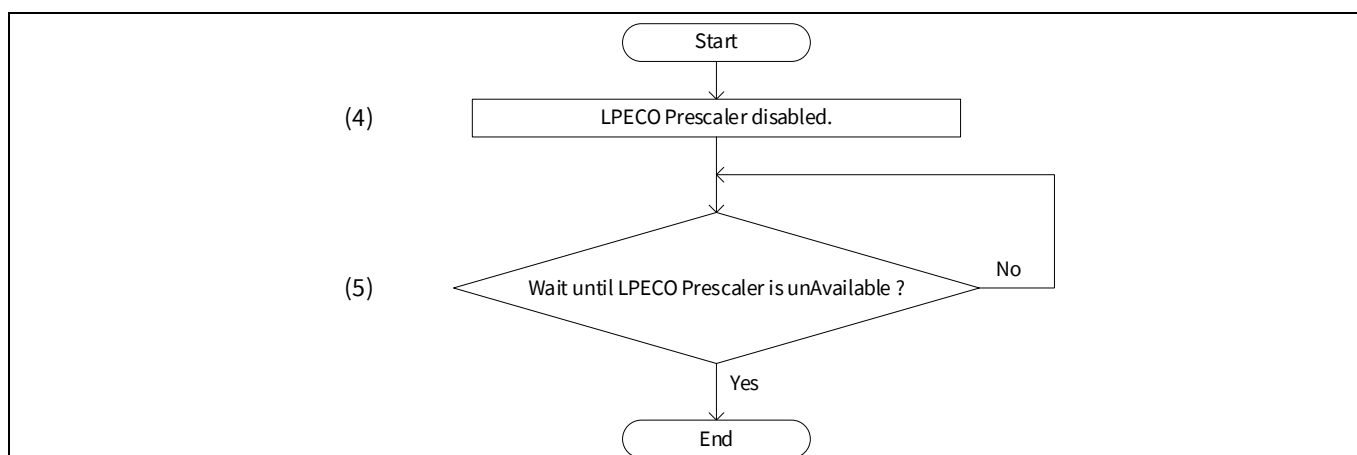 Start
(4)
LPECO Prescaler disabled.
(5)
Wait until LPECO Prescaler is unAvailable ?
No
Yes
End